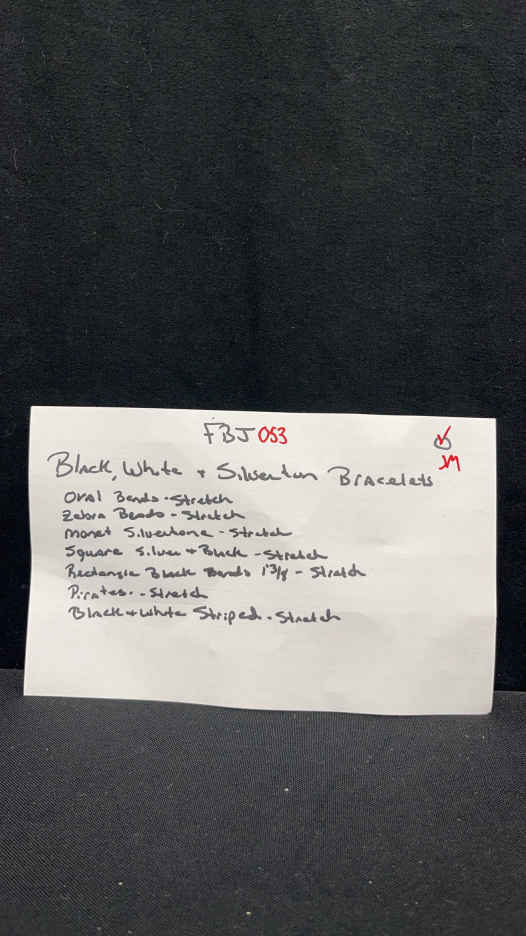 FBJ 053
JM
Black, White + Silverton Bracelets
Oval Beads - Stretch
Zebra Beads - Stretch
Monet Silvertone - Stretch
Square Silver + Black - Stretch
Rectangle Black Beads 1 3/8 - Stretch
Pirates - Stretch
Black + White Striped - Stretch